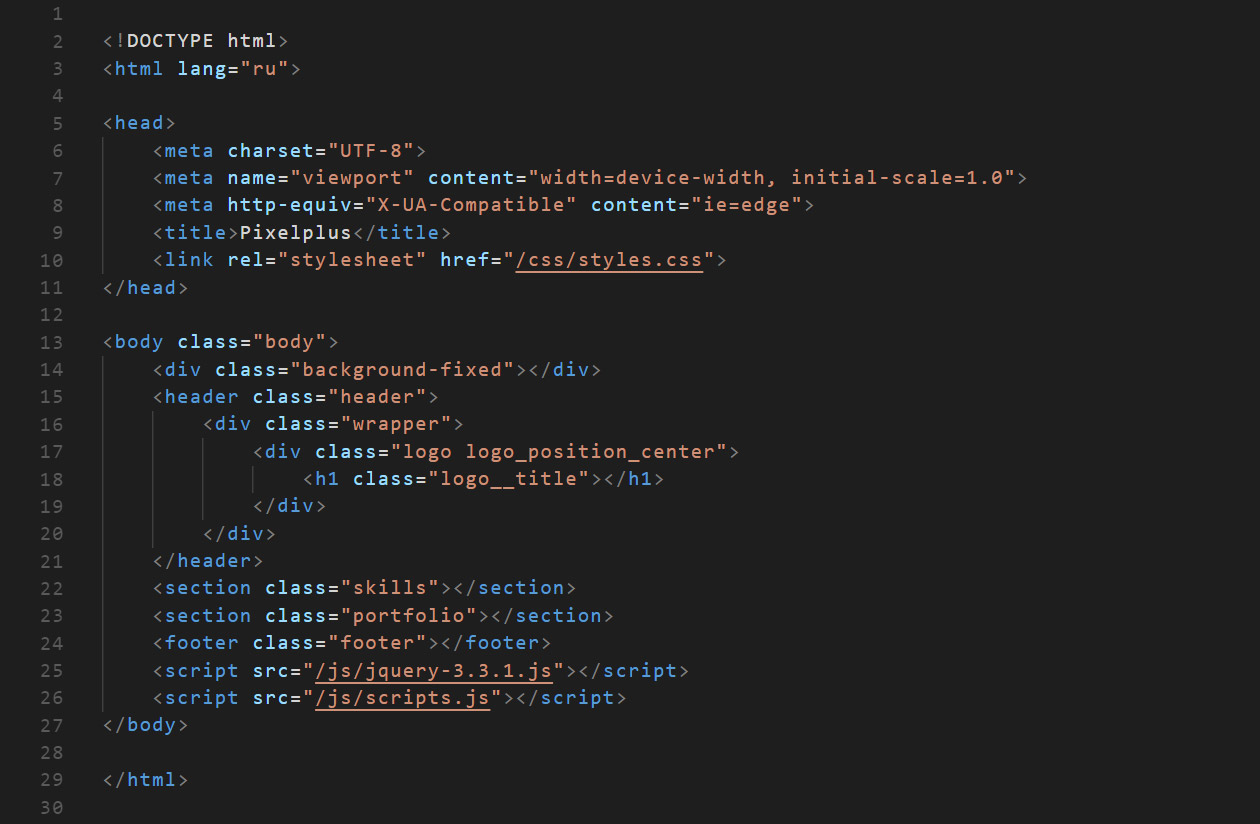 1
2 <!DOCTYPE html>
3 <html lang="ru">
4
5 <head>
6     <meta charset="UTF-8">
7     <meta name="viewport" content="width=device-width, initial-scale=1.0">
8     <meta http-equiv="X-UA-Compatible" content="ie=edge">
9     <title>Pixelplus</title>
10     <link rel="stylesheet" href="/css/styles.css">
11 </head>
12
13 <body class="body">
14     <div class="background-fixed"></div>
15     <header class="header">
16         <div class="wrapper">
17             <div class="logo logo_position_center">
18                 <h1 class="logo__title"></h1>
19             </div>
20         </div>
21     </header>
22     <section class="skills"></section>
23     <section class="portfolio"></section>
24     <footer class="footer"></footer>
25     <script src="/js/jquery-3.3.1.js"></script>
26     <script src="/js/scripts.js"></script>
27 </body>
28
29 </html>
30